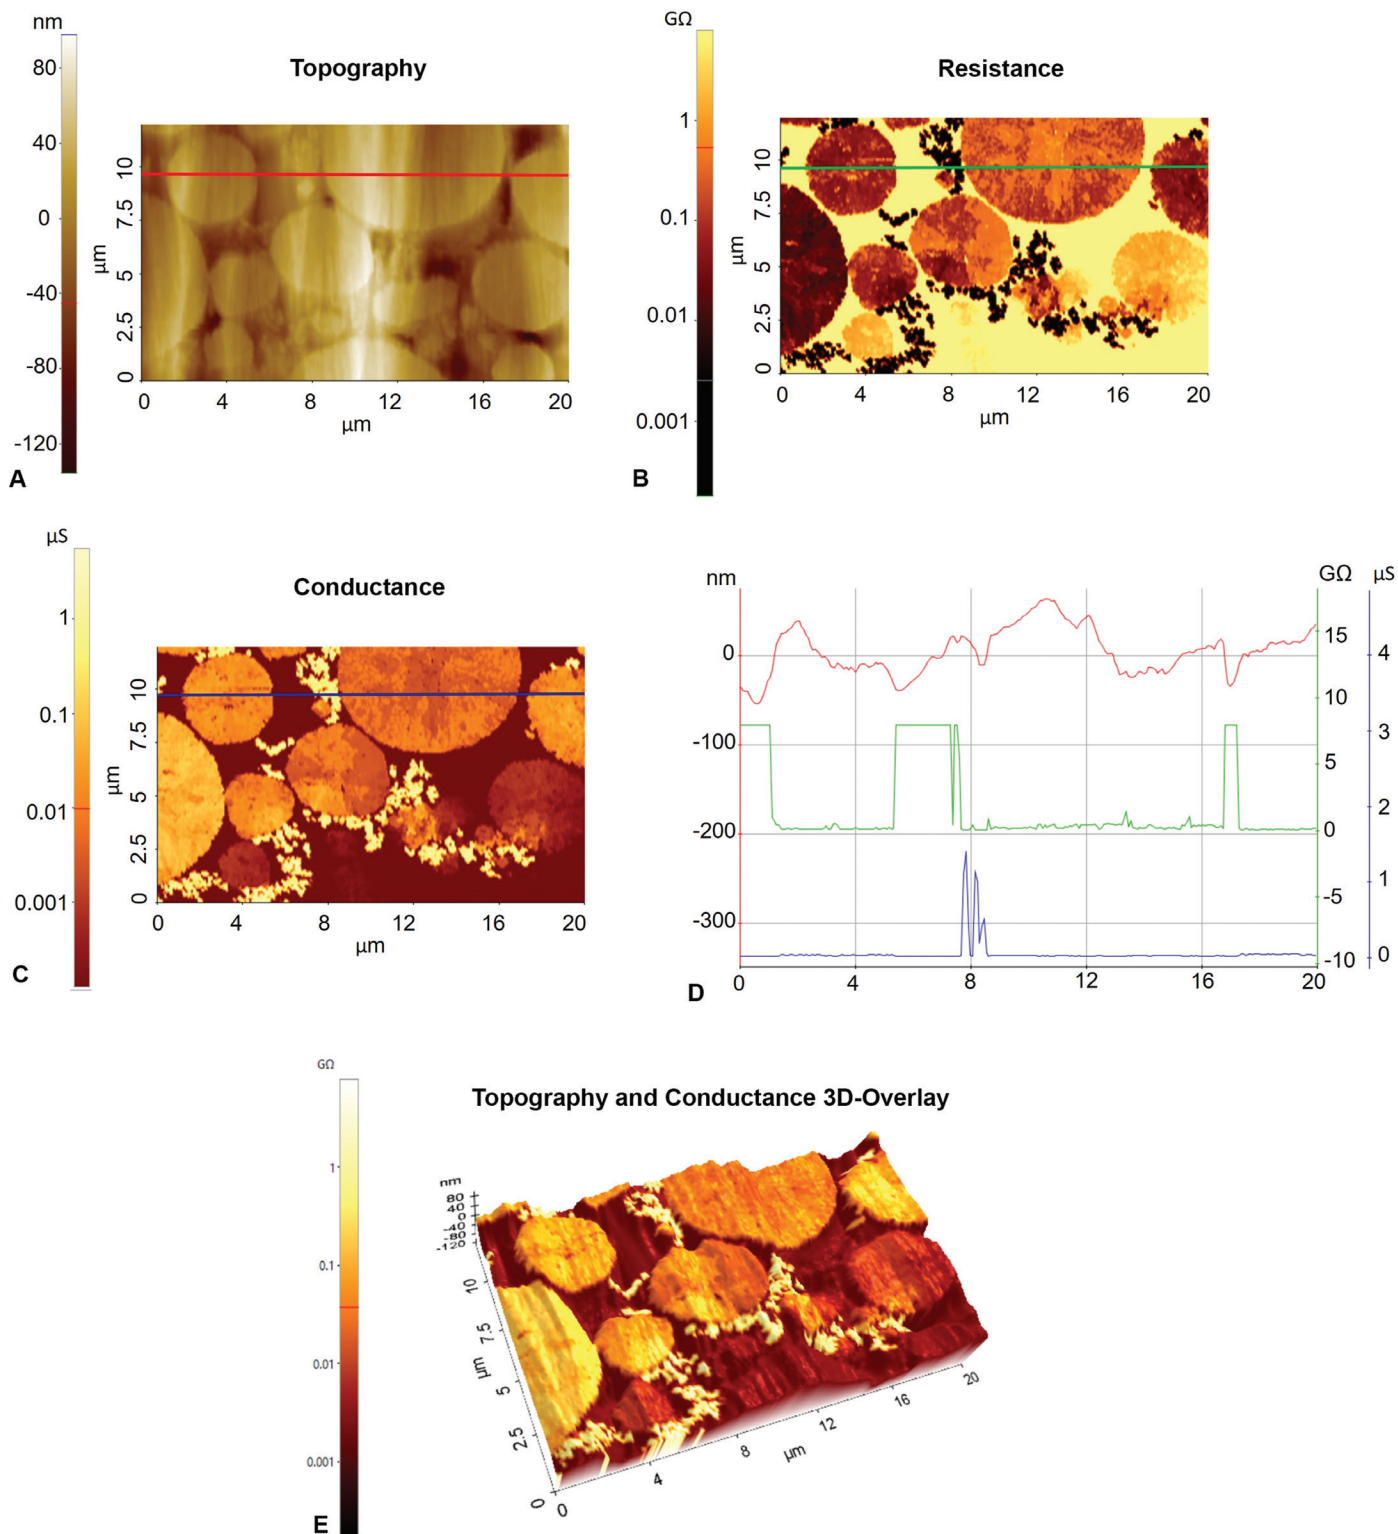 nm
Topography
80
40
0
-40
-80
-120
10
7.5
5
2.5
0
μm
0 4 8 12 16 20
μm
A
GΩ
Resistance
1
0.1
0.01
0.001
10
7.5
5
2.5
0
μm
0 4 8 12 16 20
μm
B
μS
Conductance
1
0.1
0.01
0.001
10
7.5
5
2.5
0
μm
0 4 8 12 16 20
μm
C
nm
GΩ
μS
0
-100
-200
-300
15
10
5
0
-5
-10
4
3
2
1
0
0 4 8 12 16 20
D
GΩ
Topography and Conductance 3D-Overlay
1
0.1
0.01
0.001
nm
80
40
0
-40
-80
-120
10
7.5
μm
5
2.5
0
0 4 8 12 16 20
μm
E